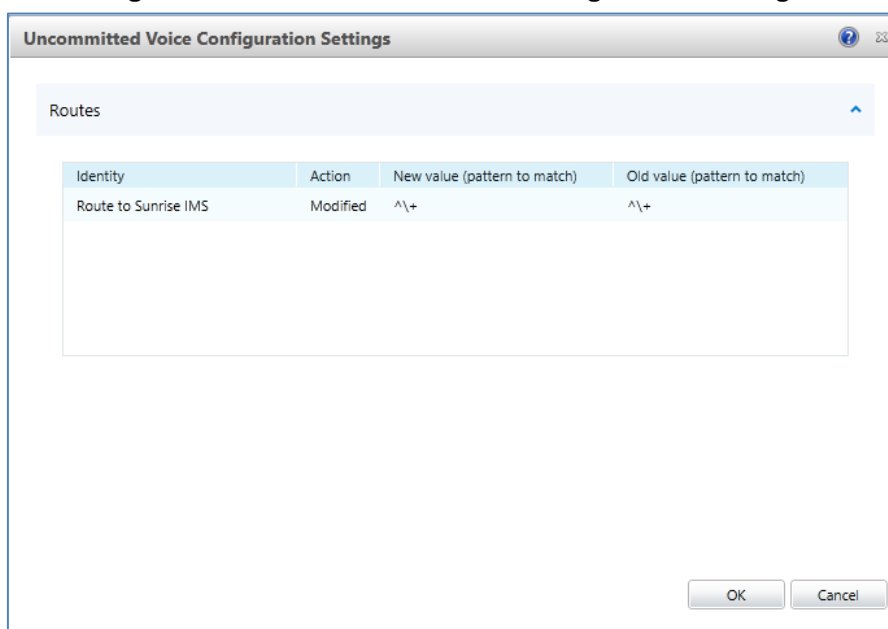 Uncommitted Voice Configuration Settings
Routes
Identity Action New value (pattern to match) Old value (pattern to match)
Route to Sunrise IMS Modified ^\+ ^\+
OK Cancel